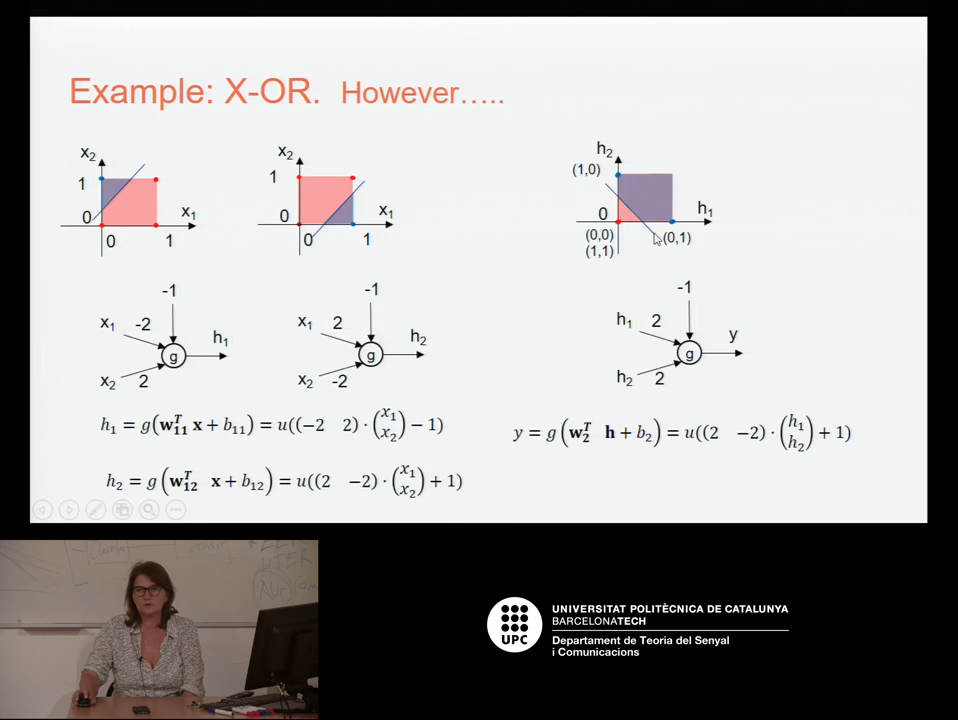 Example: X-OR. However…..
x2
1
0
0
1
x1
x2
1
0
0
1
x1
h2
(1,0)
0
(0,0)
(1,1)
(0,1)
h1
-1
x1 -2
g
h1
x2 2
-1
x1 2
g
h2
x2 -2
-1
h1 2
g
y
h2 2
h₁ = g(w₁₁ᵀ x + b₁₁) = u((−2 2) · (x₁ x₂) − 1)
h₂ = g(w₁₂ᵀ x + b₁₂) = u((2 −2) · (x₁ x₂) + 1)
y = g(w₂ᵀ h + b₂) = u((2 −2) · (h₁ h₂) + 1)
UPC
UNIVERSITAT POLITÈCNICA DE CATALUNYA
BARCELONATECH
Departament de Teoria del Senyal
i Comunicacions